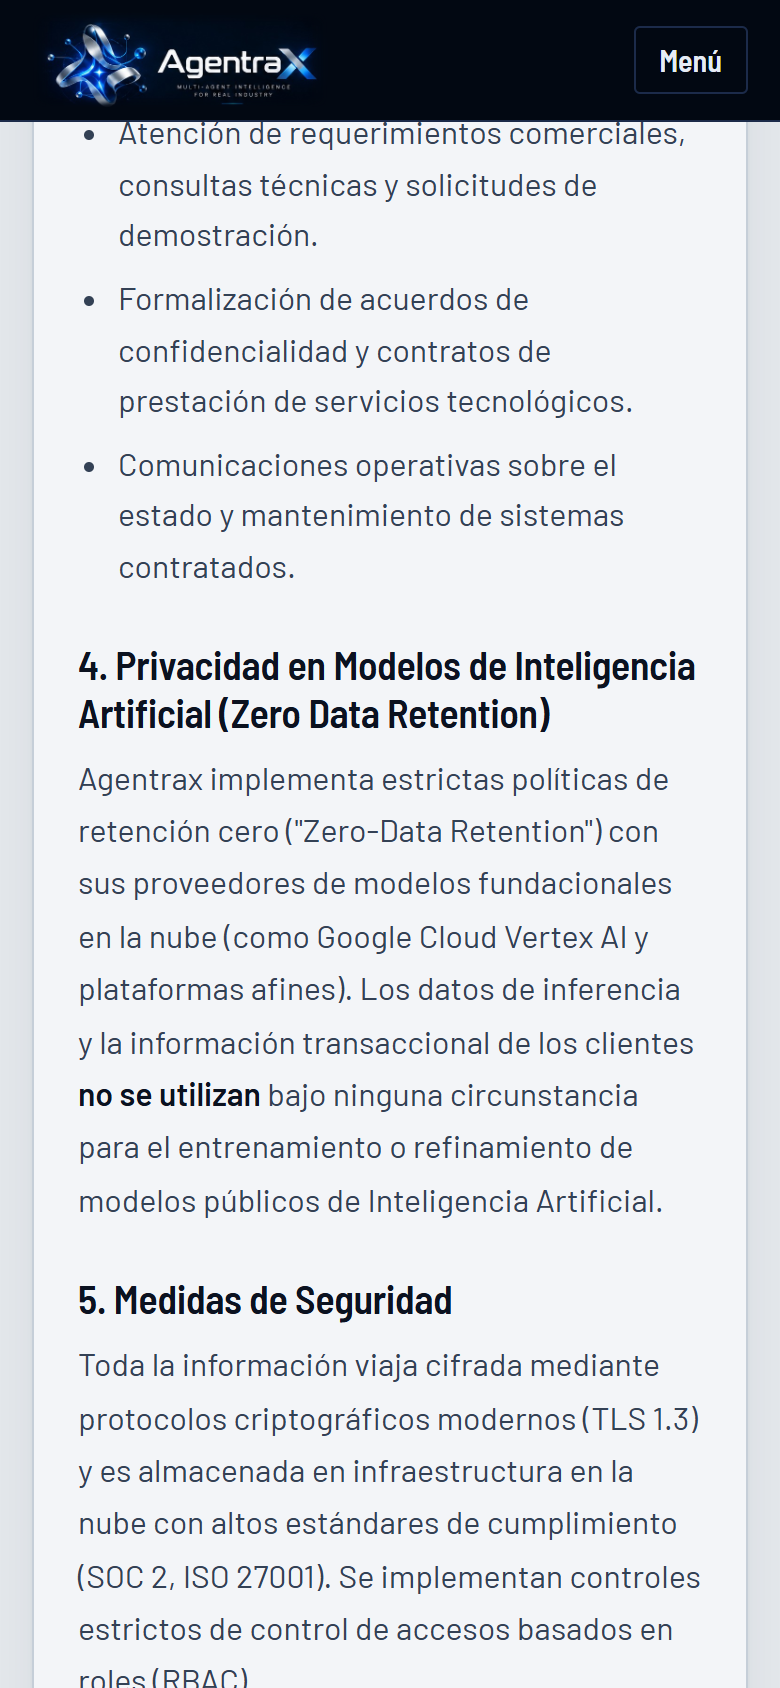 AgentraX
MULTI-AGENT INTELLIGENCE
FOR REAL INDUSTRY
Menú
• Atención de requerimientos comerciales,
consultas técnicas y solicitudes de
demostración.
• Formalización de acuerdos de
confidencialidad y contratos de
prestación de servicios tecnológicos.
• Comunicaciones operativas sobre el
estado y mantenimiento de sistemas
contratados.
4. Privacidad en Modelos de Inteligencia
Artificial (Zero Data Retention)
Agentrax implementa estrictas políticas de
retención cero ("Zero-Data Retention") con
sus proveedores de modelos fundacionales
en la nube (como Google Cloud Vertex AI y
plataformas afines). Los datos de inferencia
y la información transaccional de los clientes
no se utilizan bajo ninguna circunstancia
para el entrenamiento o refinamiento de
modelos públicos de Inteligencia Artificial.
5. Medidas de Seguridad
Toda la información viaja cifrada mediante
protocolos criptográficos modernos (TLS 1.3)
y es almacenada en infraestructura en la
nube con altos estándares de cumplimiento
(SOC 2, ISO 27001). Se implementan controles
estrictos de control de accesos basados en
roles (RBAC)